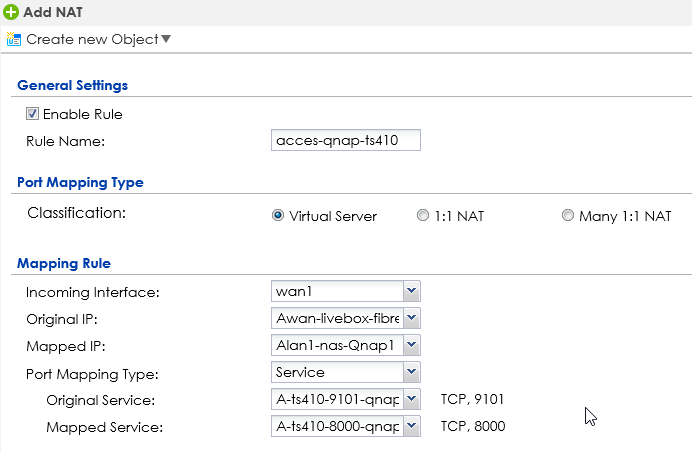 Add NAT
Create new Object
General Settings
Enable Rule
Rule Name: acces-qnap-ts410
Port Mapping Type
Classification: Virtual Server 1:1 NAT Many 1:1 NAT
Mapping Rule
Incoming Interface: wan1
Original IP: Awan-livebox-fibre
Mapped IP: Alan1-nas-Qnap1
Port Mapping Type: Service
Original Service: A-ts410-9101-qnap TCP, 9101
Mapped Service: A-ts410-8000-qnap TCP, 8000